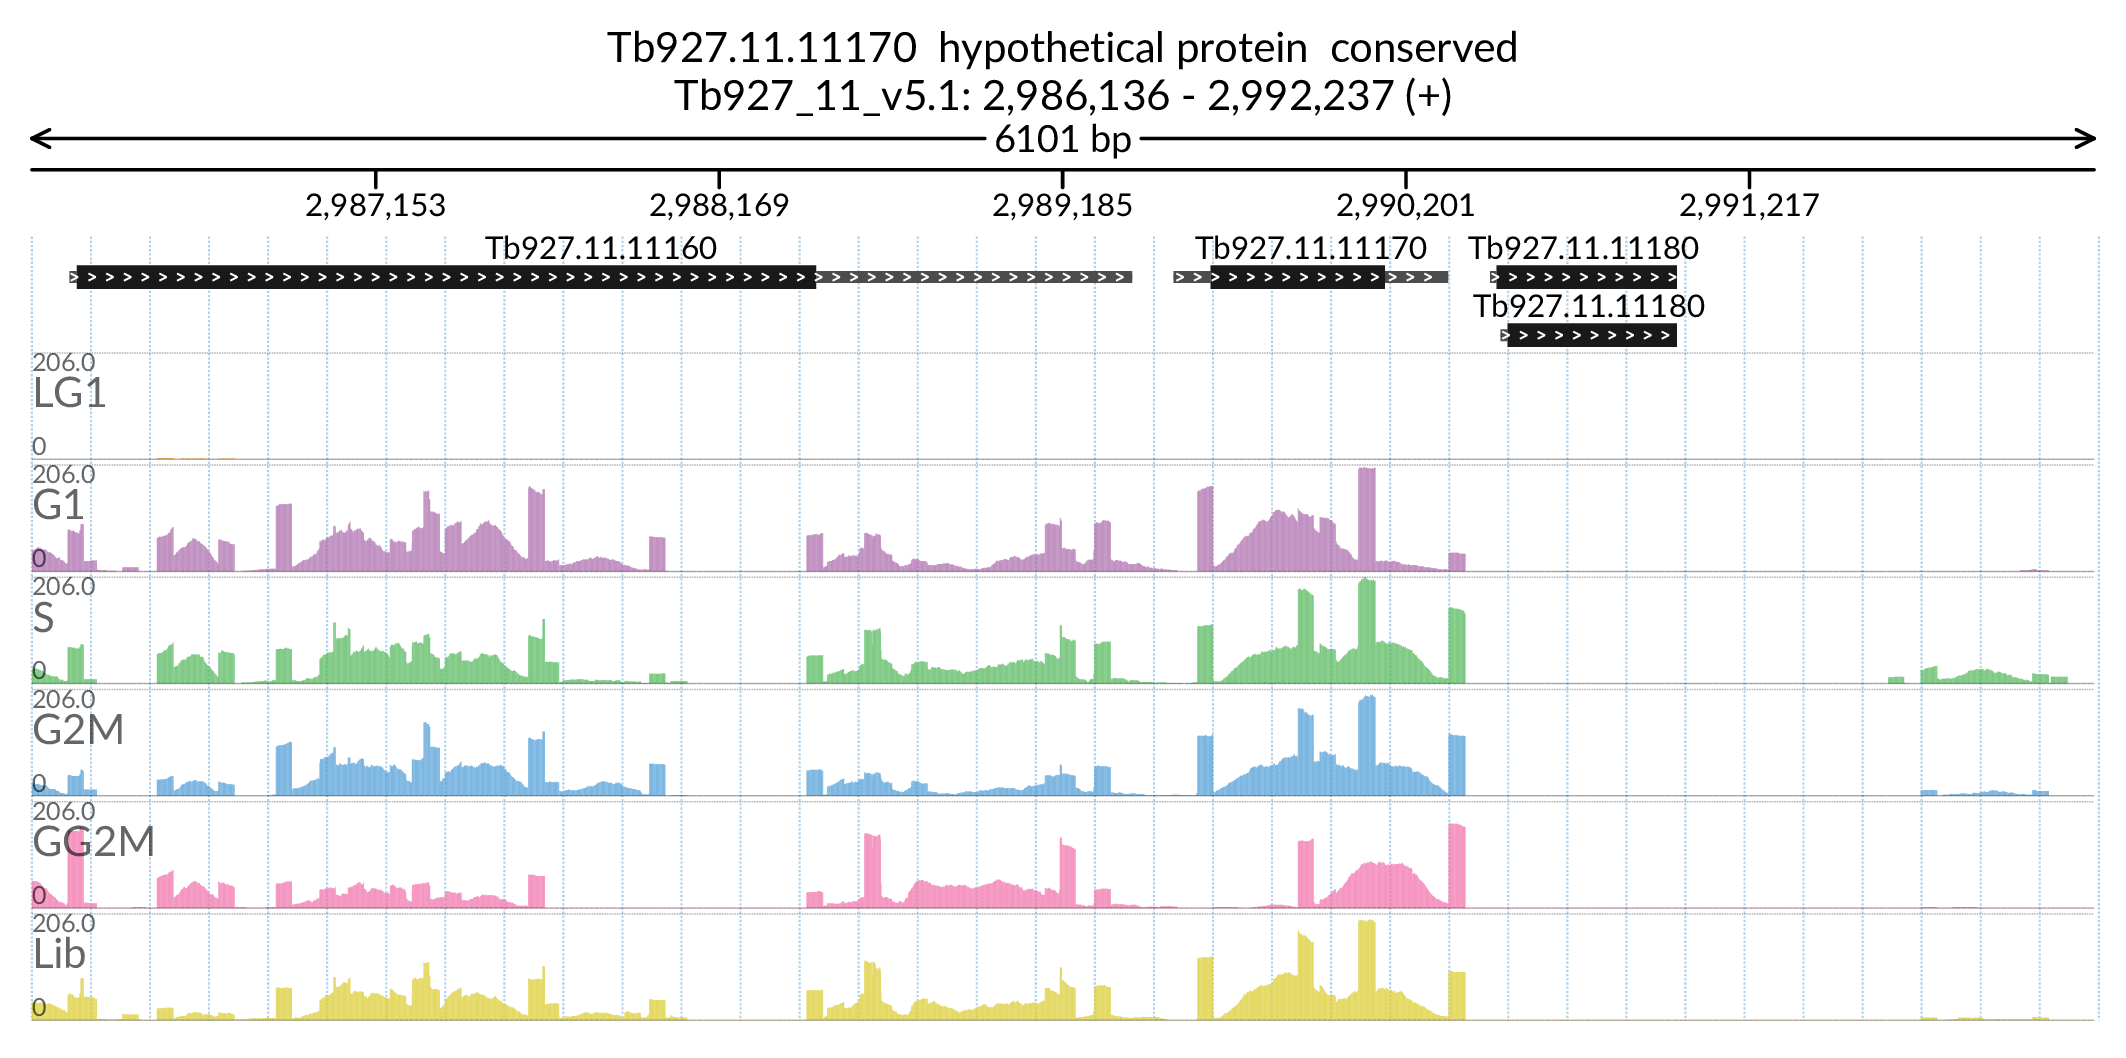 Tb927.11.11170  hypothetical protein  conserved
Tb927_11_v5.1: 2,986,136 - 2,992,237 (+)
6101 bp
2,987,153 2,988,169 2,989,185 2,990,201 2,991,217
Tb927.11.11160 Tb927.11.11170 Tb927.11.11180
Tb927.11.11180
206.0
LG1
0
206.0
G1
0
206.0
S
0
206.0
G2M
0
206.0
GG2M
0
206.0
Lib
0